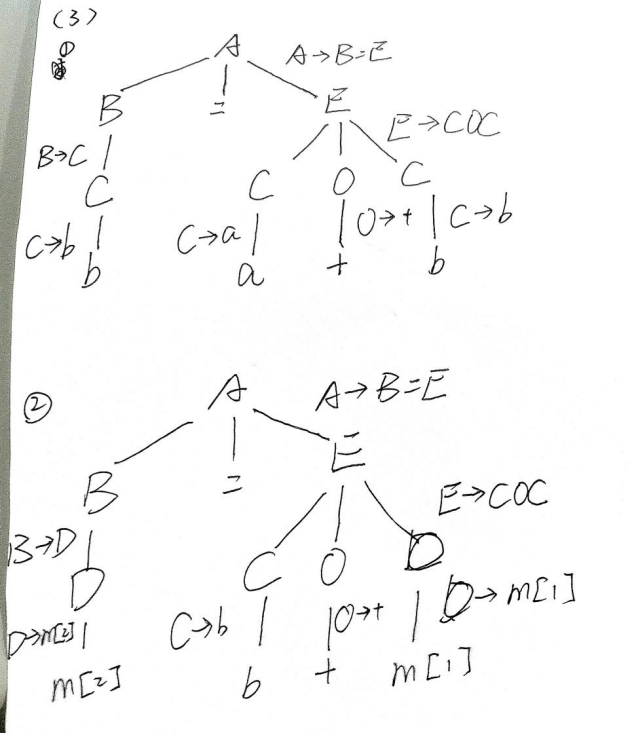 (3)
①
A A→B=E
B = E
E→COC
B→C
C C O C
C→b C→a O→+ C→b
b a + b
②
A A→B=E
B = E
E→COC
B→D
D C O D
D→m[2] C→b O→+ D→m[1]
m[2] b + m[1]